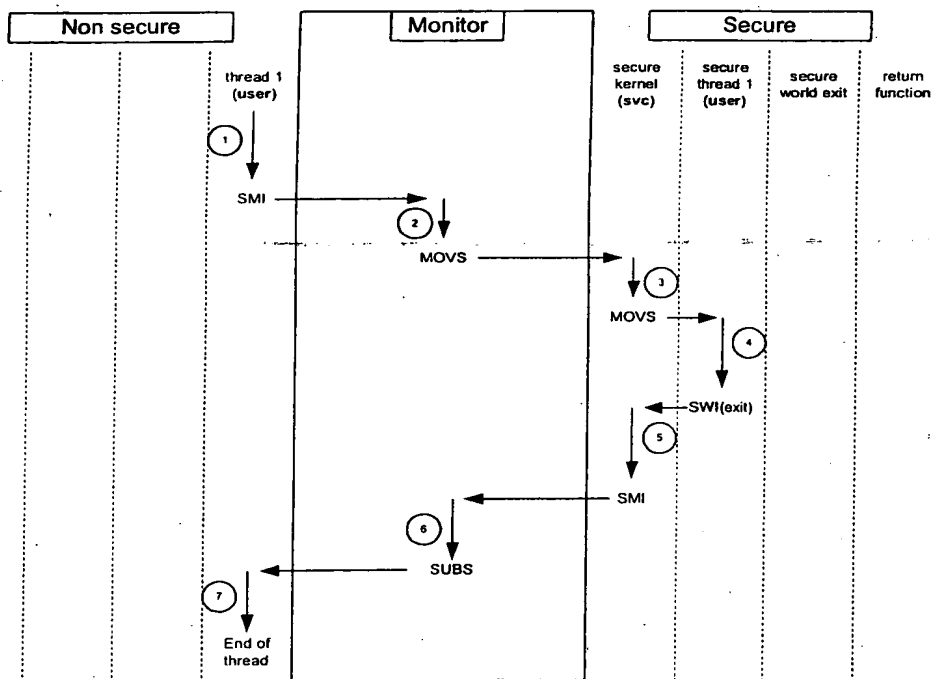 Non secure
Monitor
Secure
thread 1
(user)
secure
kernel
(svc)
secure
thread 1
(user)
secure
world exit
return
function
1
SMI
2
MOVS
3
MOVS
4
SWI(exit)
5
SMI
6
SUBS
7
End of
thread